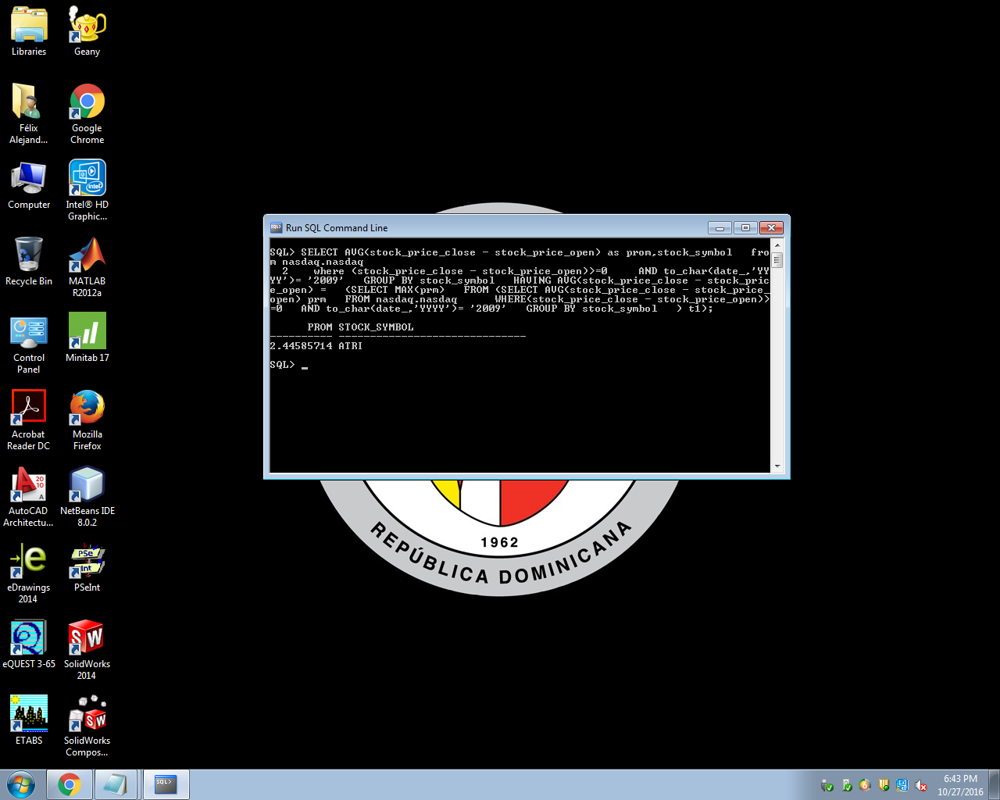 Libraries
Geany
Félix
Alejand...
Google
Chrome
Computer
Intel® HD
Graphic...
Recycle Bin
MATLAB
R2012a
Control
Panel
Minitab 17
Acrobat
Reader DC
Mozilla
Firefox
AutoCAD
Architectu...
NetBeans IDE
8.0.2
eDrawings
2014
PSeInt
eQUEST 3-65
SolidWorks
2014
ETABS
SolidWorks
Compos...
Run SQL Command Line
SQL> SELECT AVG(stock_price_close - stock_price_open) as prom,stock_symbol   fro
m nasdaq.nasdaq
  2    where (stock_price_close - stock_price_open)>=0     AND to_char(date_,'YY
YY')= '2009'   GROUP BY stock_symbol   HAVING AVG(stock_price_close - stock_pric
e_open) =   (SELECT MAX(prm)   FROM (SELECT AVG(stock_price_close - stock_price_
open) prm   FROM nasdaq.nasdaq      WHERE(stock_price_close - stock_price_open)>
=0   AND to_char(date_,'YYYY')= '2009'   GROUP BY stock_symbol   ) t1);
      PROM STOCK_SYMBOL
---------- ------------------------------
2.44585714 ATRI
SQL> _
1962
REPÚBLICA DOMINICANA
6:43 PM
10/27/2016